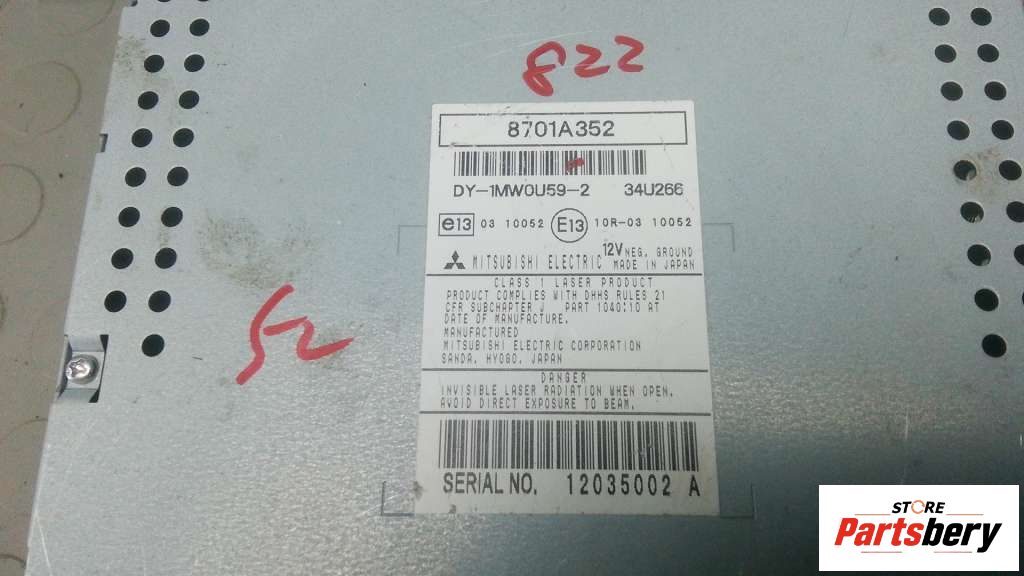 822
8701A352
DY-1MW0U59-2 34U266
e13 03 10052 E13 10R-03 10052
12V NEG. GROUND
MITSUBISHI ELECTRIC MADE IN JAPAN
CLASS 1 LASER PRODUCT
PRODUCT COMPLIES WITH DHHS RULES 21
CFR SUBCHAPTER J PART 1040:10 AT
DATE OF MANUFACTURE.
MANUFACTURED
MITSUBISHI ELECTRIC CORPORATION
SANDA, HYOGO, JAPAN
DANGER
INVISIBLE LASER RADIATION WHEN OPEN.
AVOID DIRECT EXPOSURE TO BEAM.
SERIAL NO. 12035002 A
STORE
Partsbery